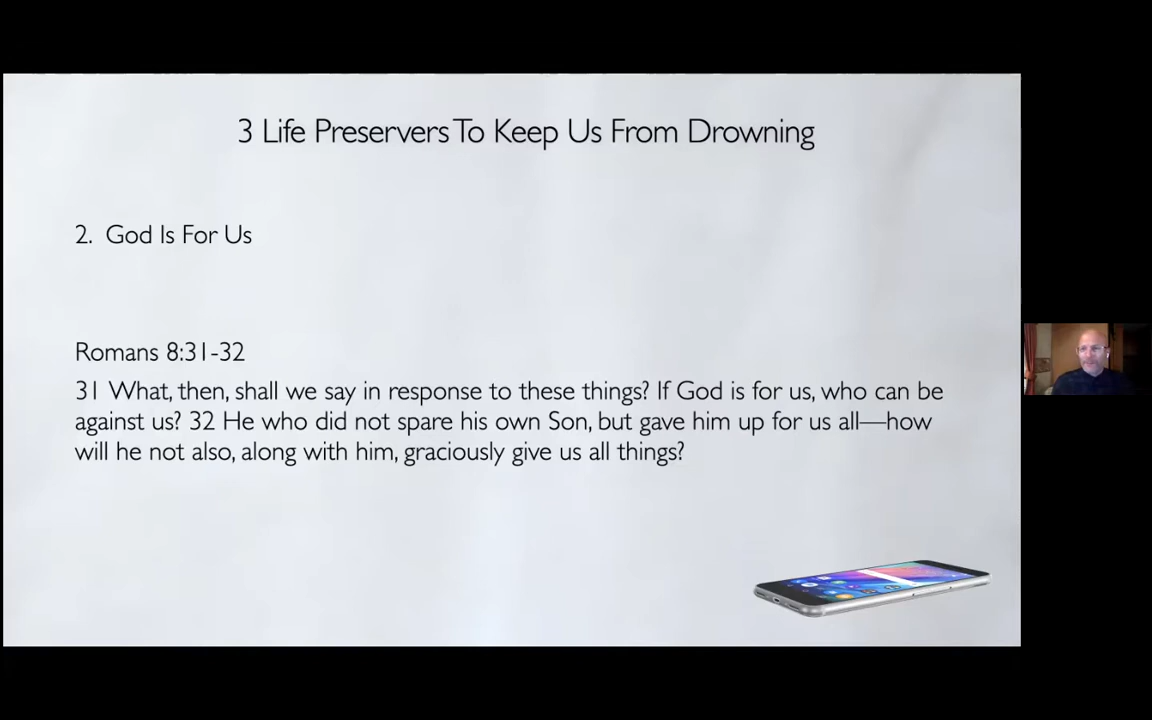 3 Life Preservers To Keep Us From Drowning
2. God Is For Us
Romans 8:31-32
31 What, then, shall we say in response to these things? If God is for us, who can be
against us? 32 He who did not spare his own Son, but gave him up for us all—how
will he not also, along with him, graciously give us all things?